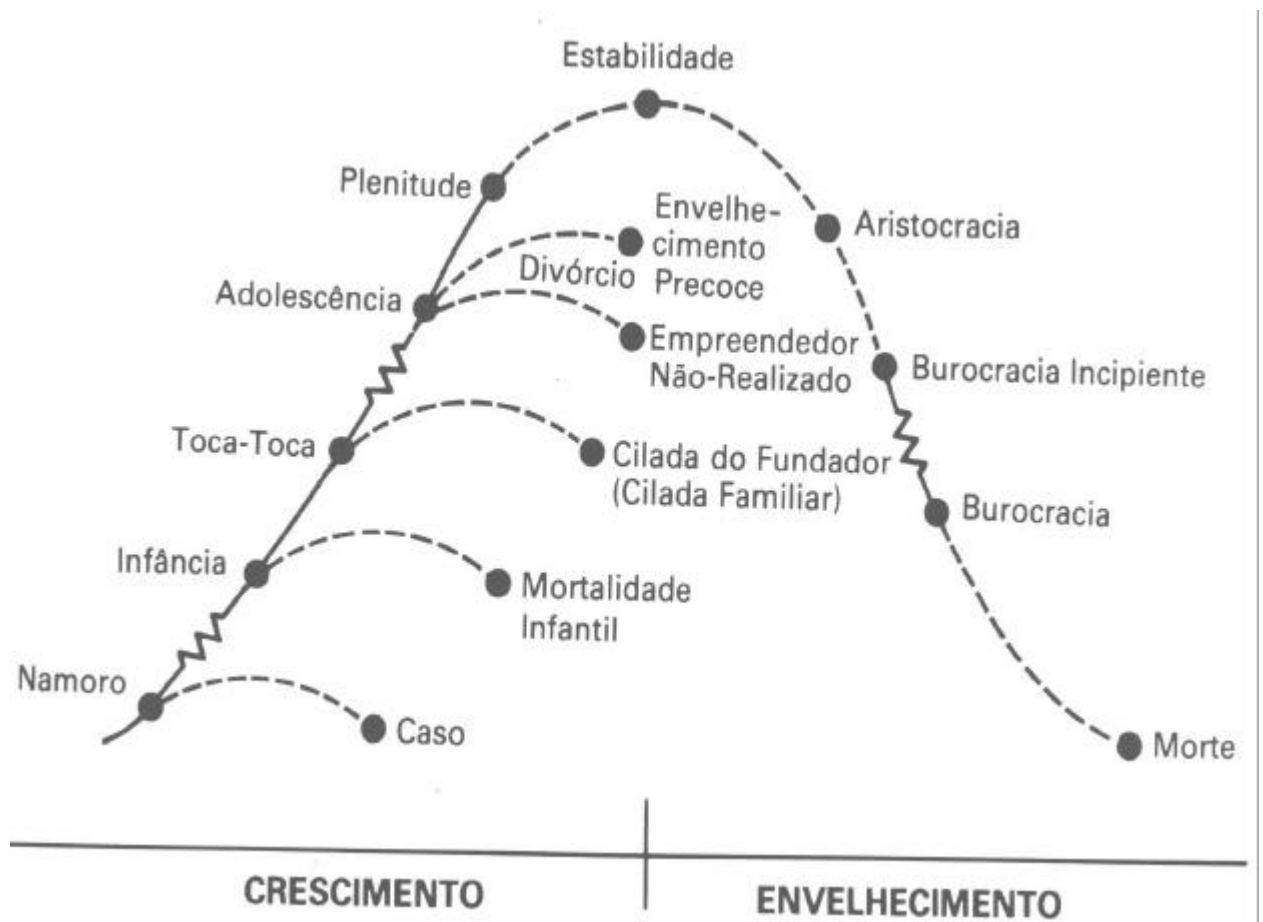 Estabilidade
Plenitude
Envelhe-
cimento
Precoce
Aristocracia
Divórcio
Adolescência
Empreendedor
Não-Realizado
Burocracia Incipiente
Toca-Toca
Cilada do Fundador
(Cilada Familiar)
Burocracia
Infância
Mortalidade
Infantil
Namoro
Caso
Morte
CRESCIMENTO
ENVELHECIMENTO